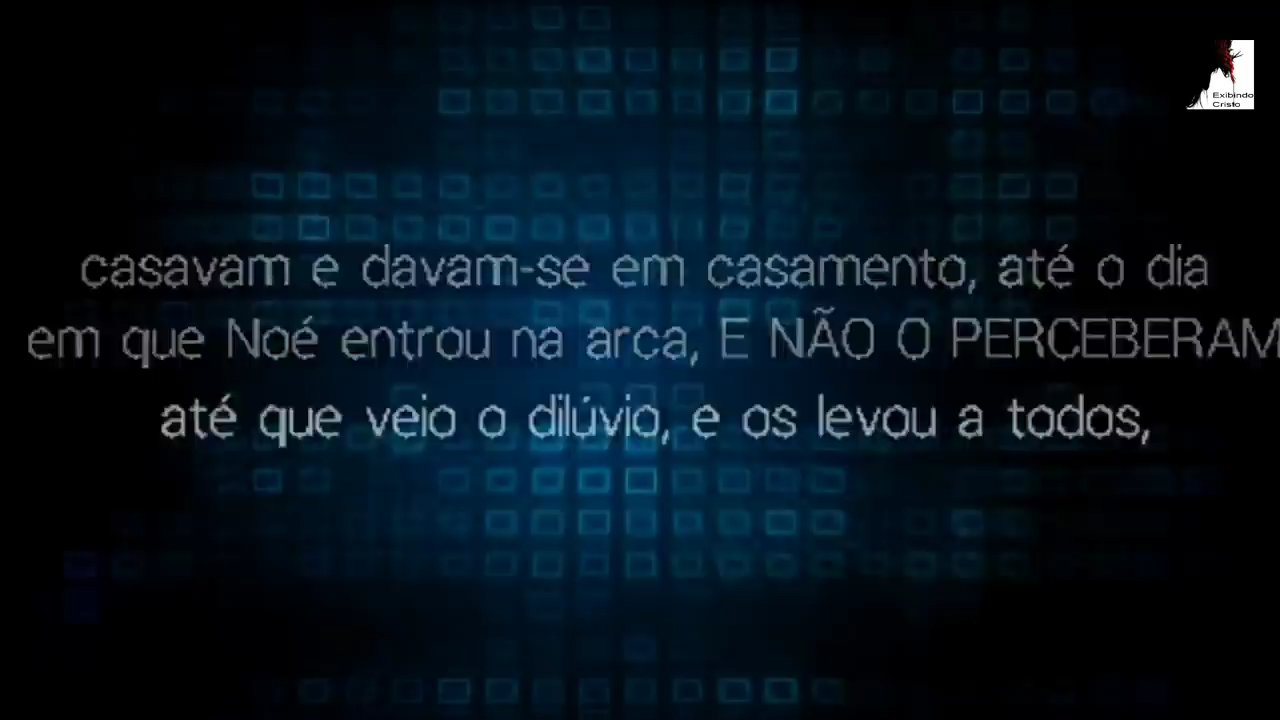 Exibindo
Cristo
casavam e davam-se em casamento, até o dia
em que Noé entrou na arca, E NÃO O PERCEBERAM
até que veio o dilúvio, e os levou a todos,